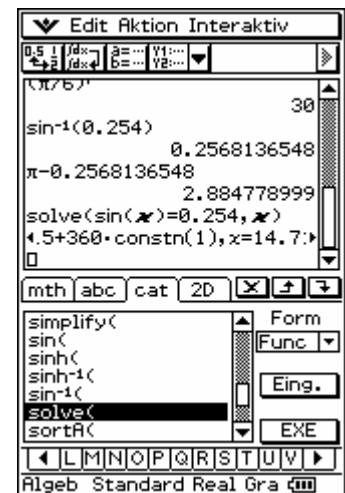 Edit Aktion Interaktiv
(π/6)ʳ
30
sin⁻¹(0.254)
0.2568136548
π-0.2568136548
2.884778999
solve(sin(x)=0.254,x)
.5+360·constn(1),x=14.7
mth abc cat 2D
simplify(
sin(
sinh(
sinh⁻¹(
sin⁻¹(
solve(
sortA(
Form
Func
Eing.
EXE
L M N O P Q R S T U V
Algeb Standard Real Gra